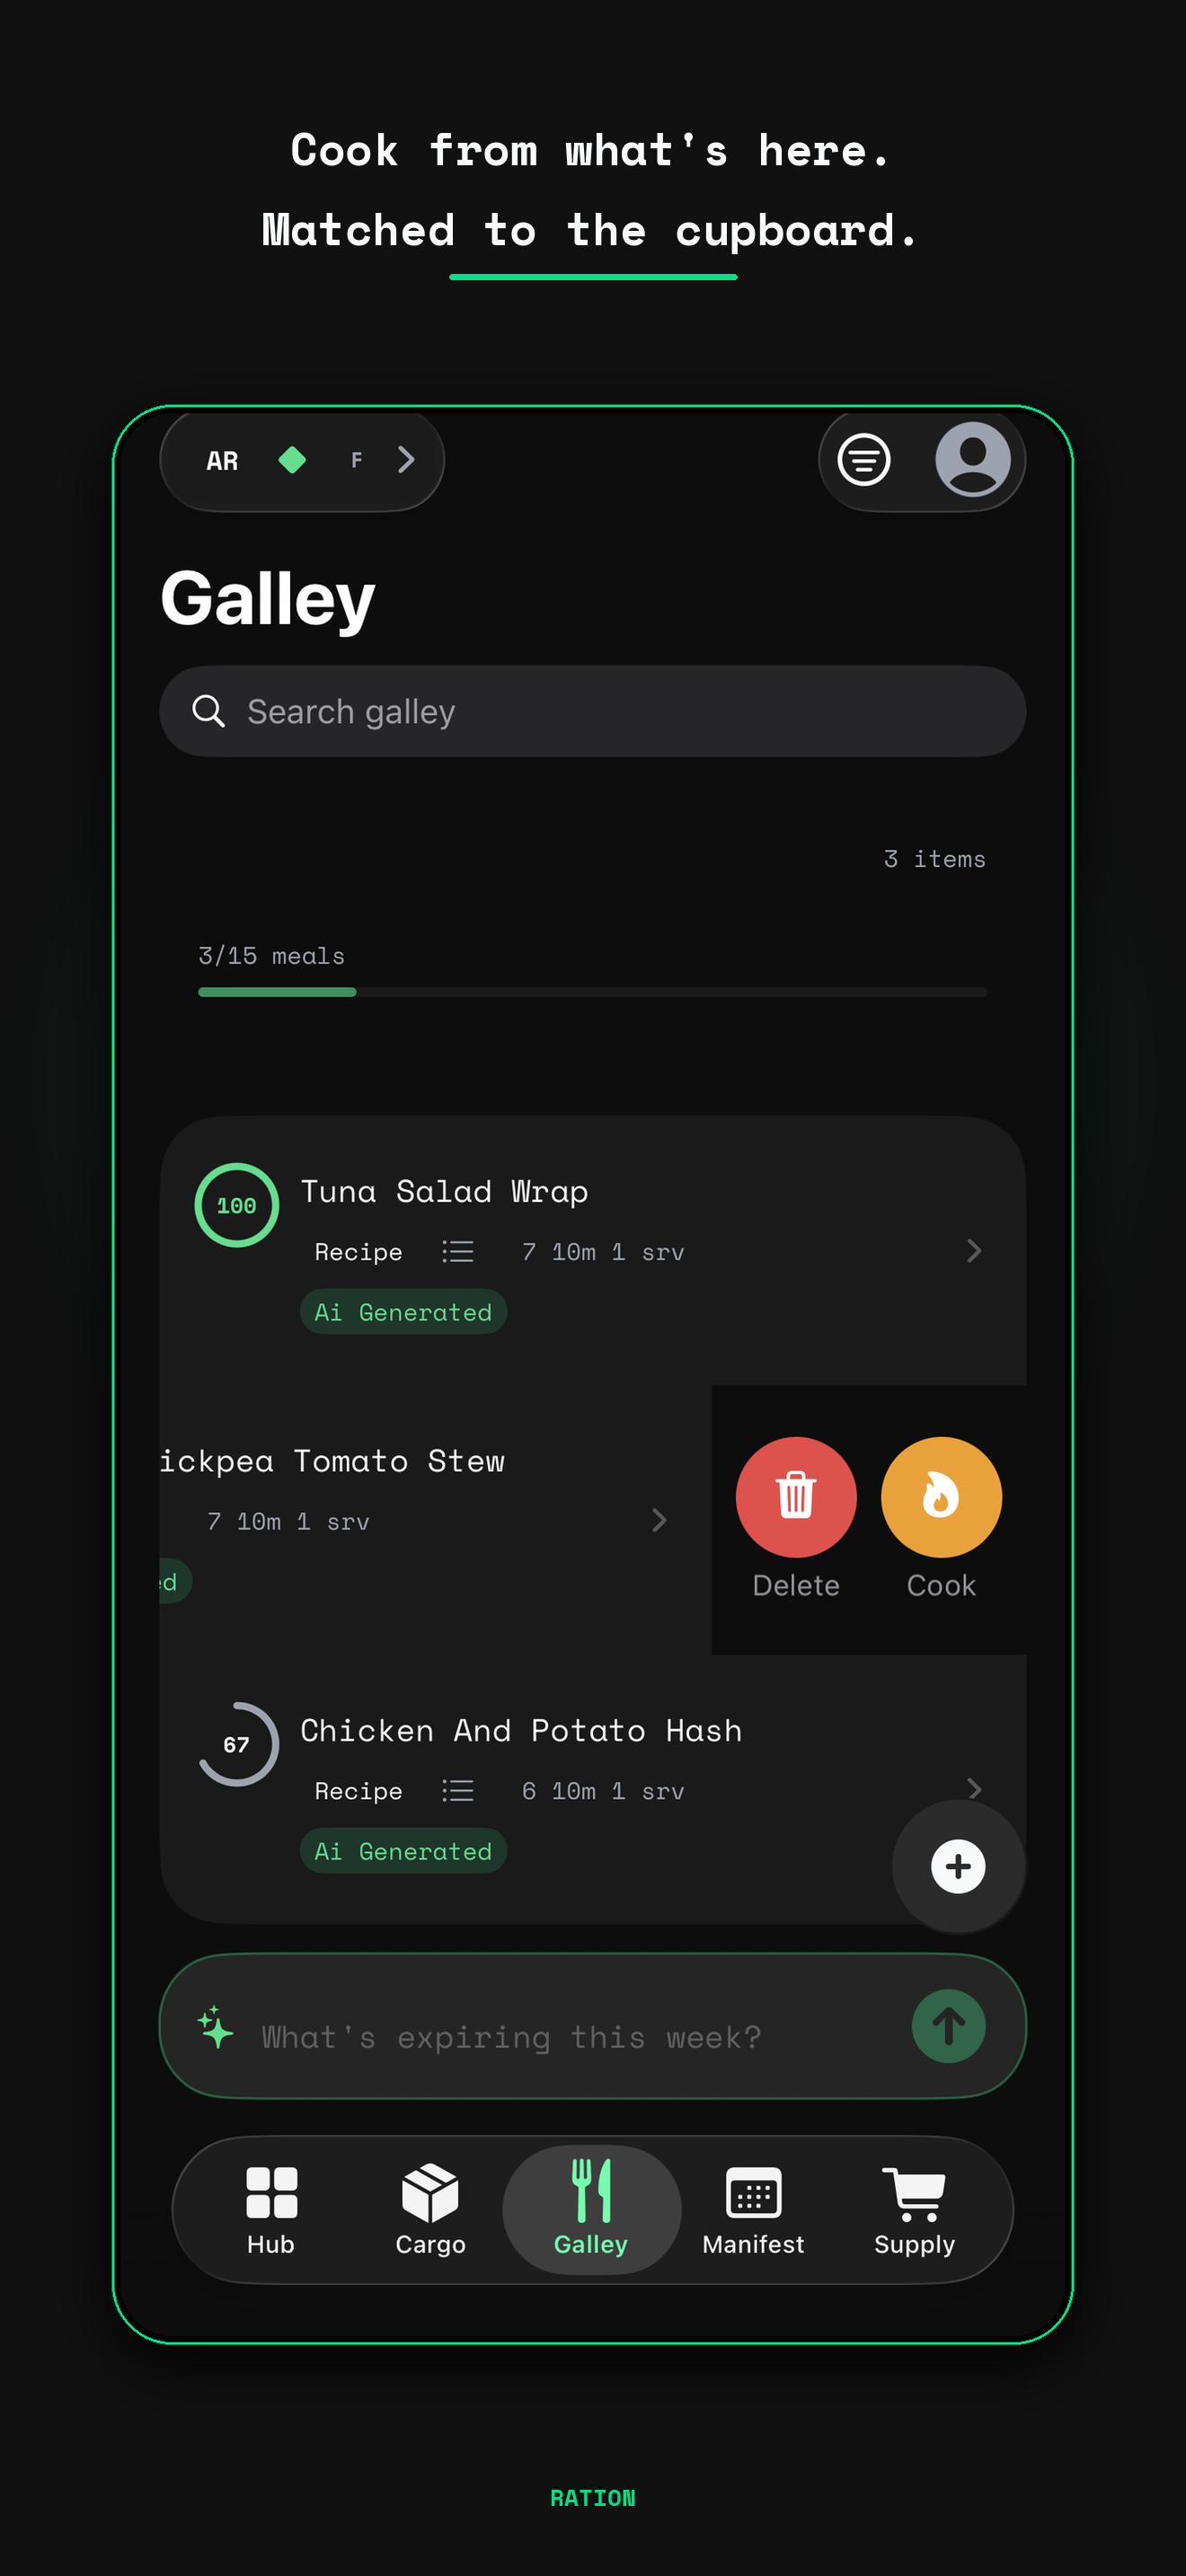 Cook from what's here.
Matched to the cupboard.
AR F
Galley
Search galley
3 items
3/15 meals
100
Tuna Salad Wrap
Recipe 7 10m 1 srv
Ai Generated
ickpea Tomato Stew
7 10m 1 srv
ed
Delete Cook
67
Chicken And Potato Hash
Recipe 6 10m 1 srv
Ai Generated
What's expiring this week?
Hub Cargo Galley Manifest Supply
RATION